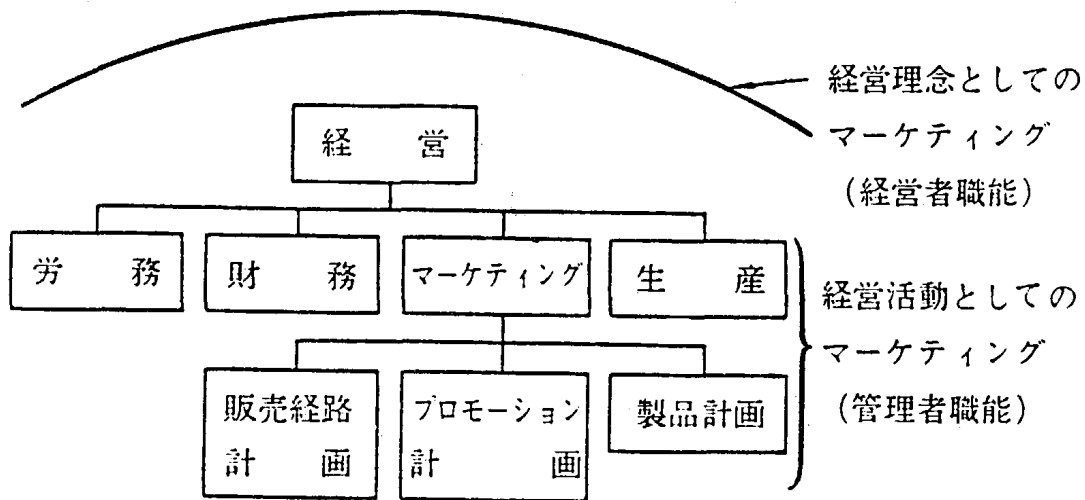 経営理念としての
マーケティング
(経営者職能)
経 営
労 務
財 務
マーケティング
生 産
経営活動としての
マーケティング
(管理者職能)
販売経路
計 画
プロモーション
計 画
製品計画